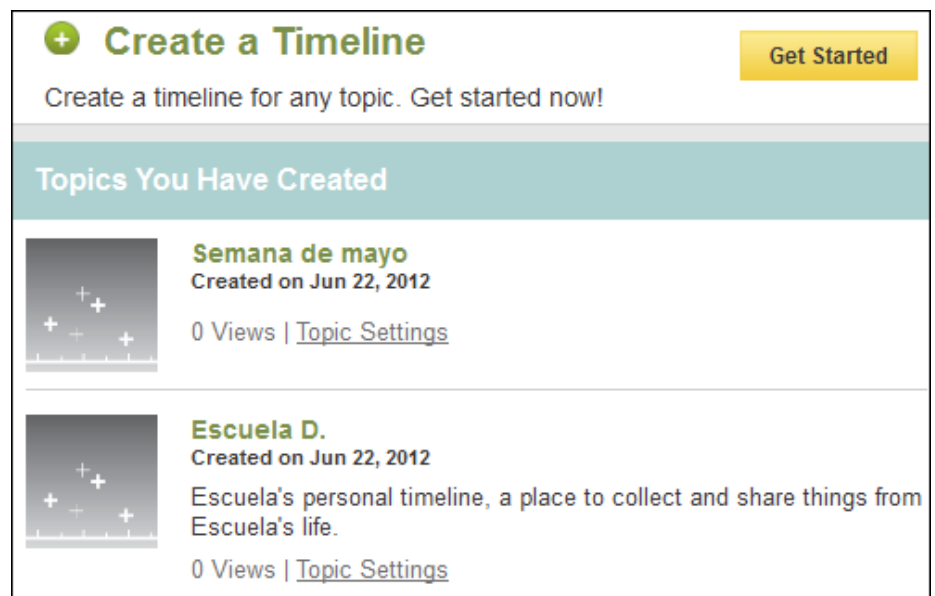 Create a Timeline
Get Started
Create a timeline for any topic. Get started now!
Topics You Have Created
Semana de mayo
Created on Jun 22, 2012
0 Views | Topic Settings
Escuela D.
Created on Jun 22, 2012
Escuela's personal timeline, a place to collect and share things from
Escuela's life.
0 Views | Topic Settings